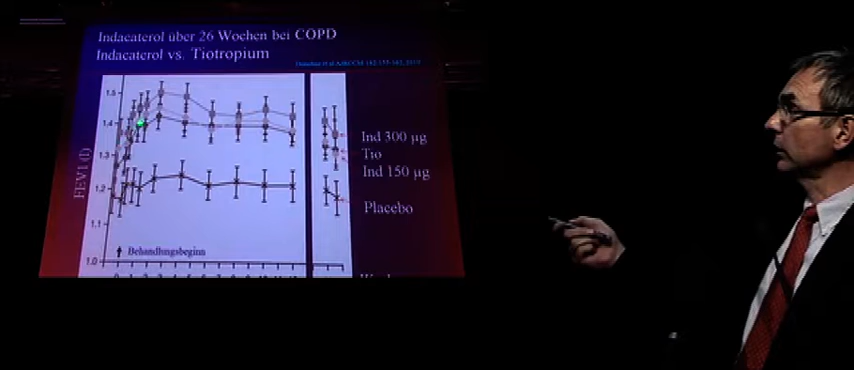 Indacaterol über 26 Wochen bei COPD
Indacaterol vs. Tiotropium
FEV1 (l)
1.5
1.4
1.3
1.2
1.1
1.0
Ind 300 µg
Tio
Ind 150 µg
Placebo
Behandlungsbeginn